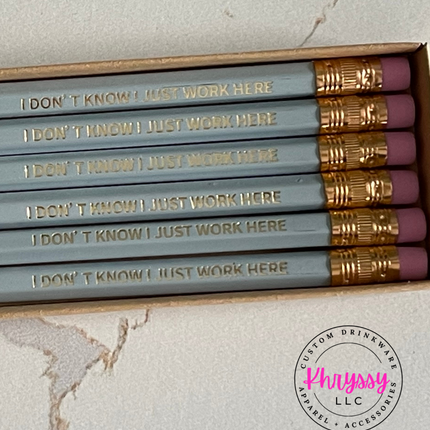 I DON' T KNOW I JUST WORK HERE
I DON' T KNOW I JUST WORK HERE
I DON' T KNOW I JUST WORK HERE
I DON' T KNOW I JUST WORK HERE
I DON' T KNOW I JUST WORK HERE
I DON' T KNOW I JUST WORK HERE
CUSTOM DRINKWARE
Khryssy
LLC
APPAREL + ACCESSORIES